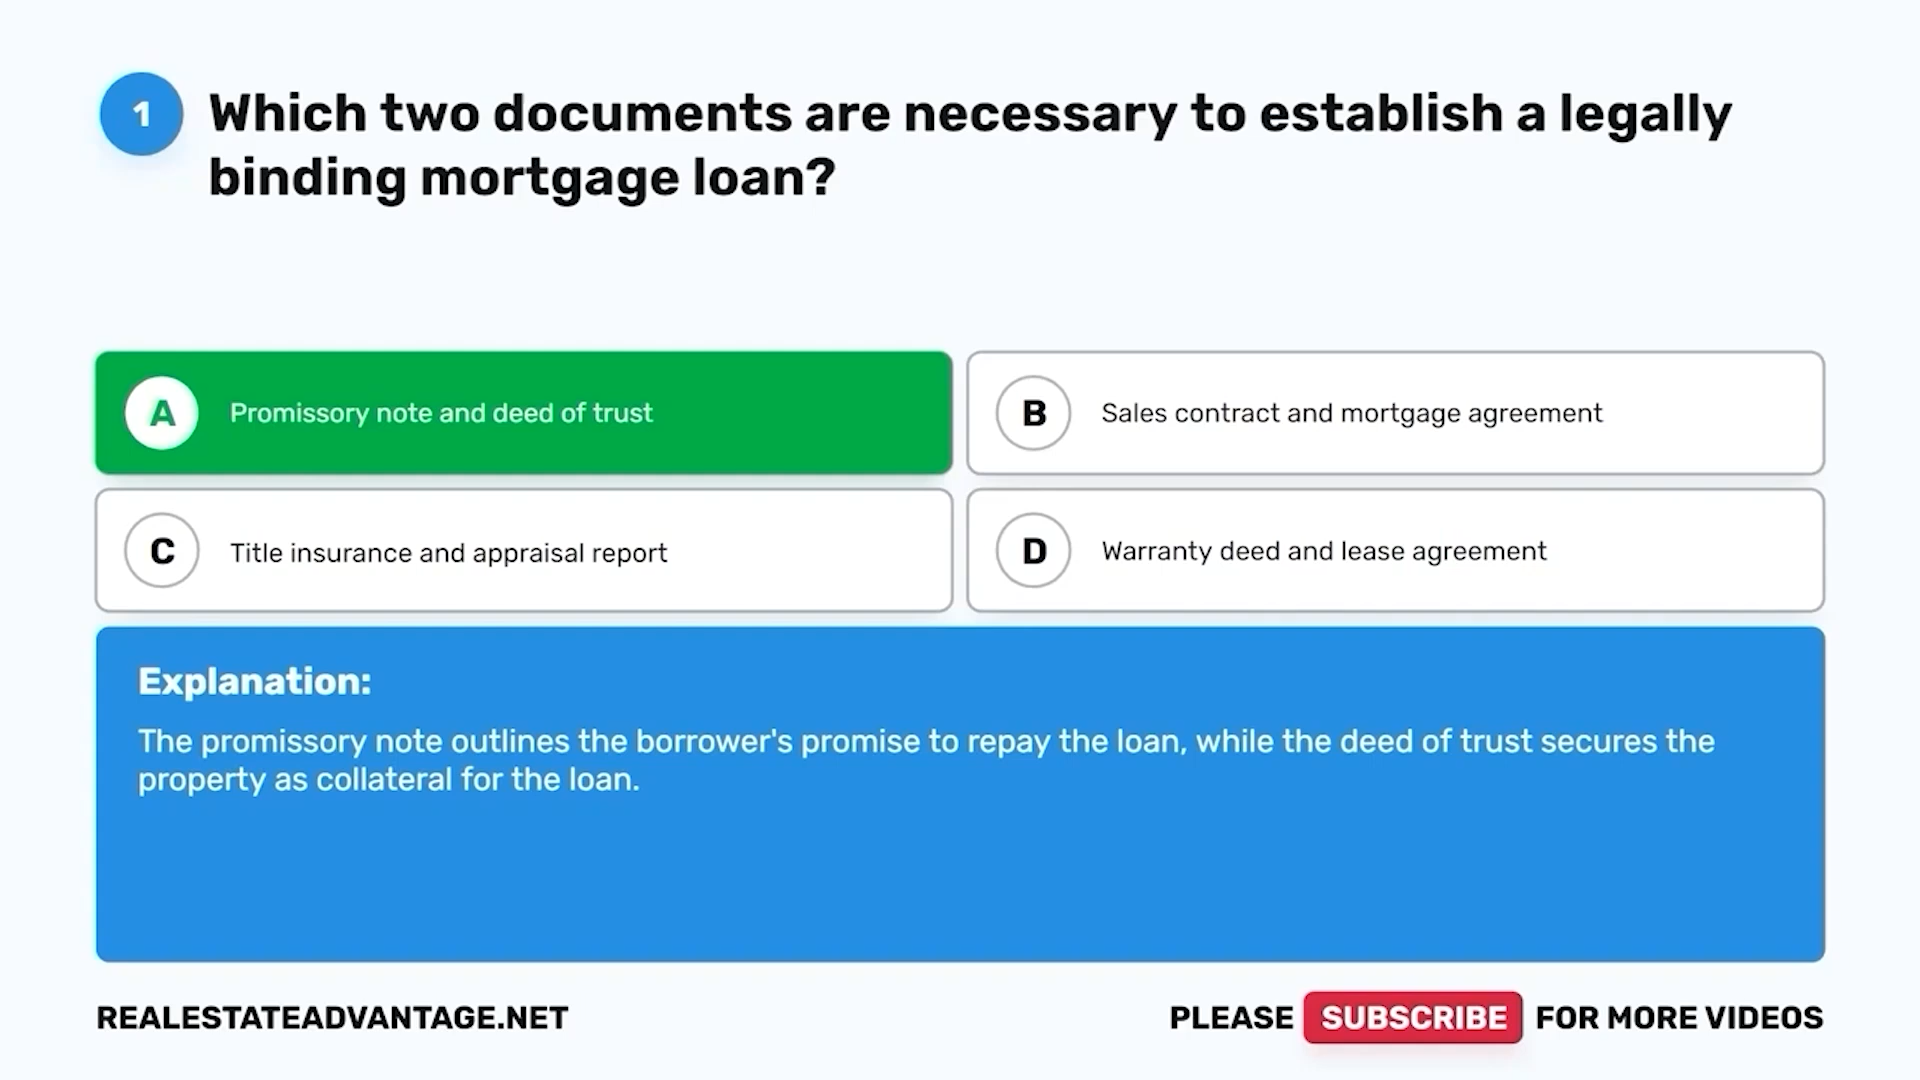 1
Which two documents are necessary to establish a legally
binding mortgage loan?
A
Promissory note and deed of trust
B
Sales contract and mortgage agreement
C
Title insurance and appraisal report
D
Warranty deed and lease agreement
Explanation:
The promissory note outlines the borrower's promise to repay the loan, while the deed of trust secures the
property as collateral for the loan.
REALESTATEADVANTAGE.NET
PLEASE SUBSCRIBE FOR MORE VIDEOS